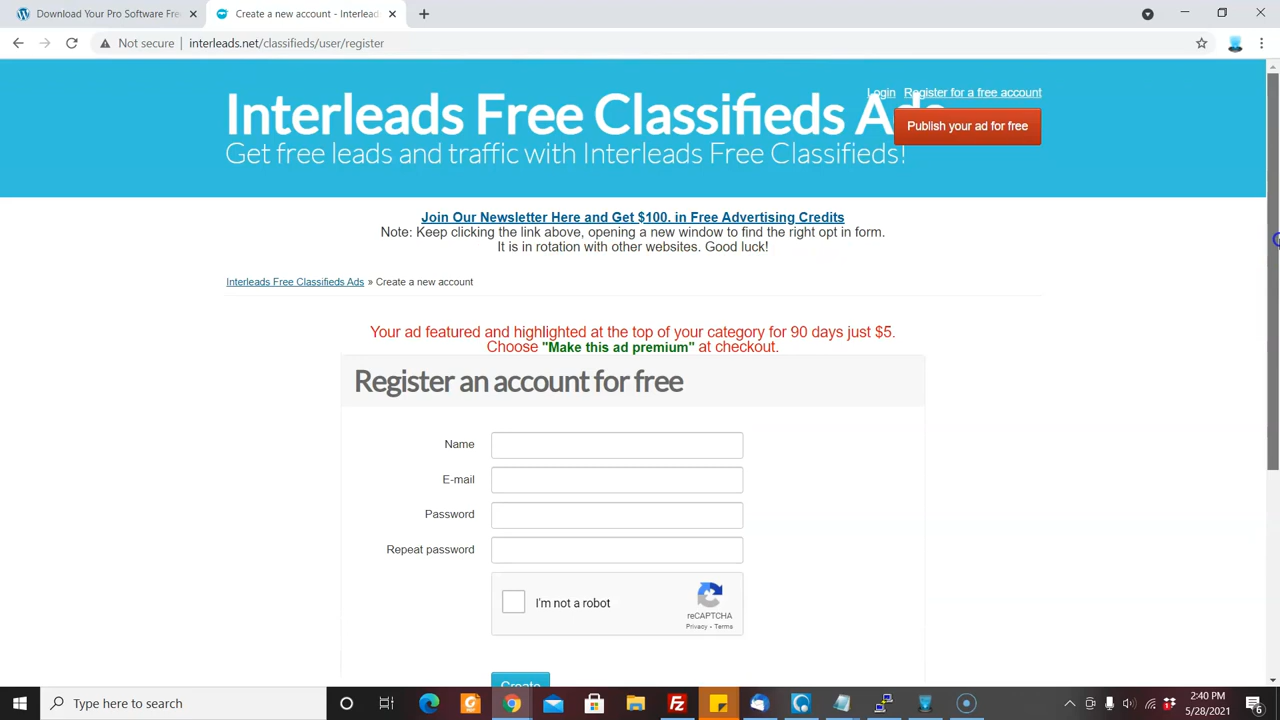 Download Your Pro Software Fre
Create a new account - Interlead
Not secure
interleads.net/classifieds/user/register
Login
Register for a free account
Interleads Free Classifieds Ads
Publish your ad for free
Get free leads and traffic with Interleads Free Classifieds!
Join Our Newsletter Here and Get $100. in Free Advertising Credits
Note: Keep clicking the link above, opening a new window to find the right opt in form.
It is in rotation with other websites. Good luck!
Interleads Free Classifieds Ads » Create a new account
Your ad featured and highlighted at the top of your category for 90 days just $5.
Choose "Make this ad premium" at checkout.
Register an account for free
Name
E-mail
Password
Repeat password
I'm not a robot
reCAPTCHA
Privacy - Terms
Create
Type here to search
2:40 PM
5/28/2021
6